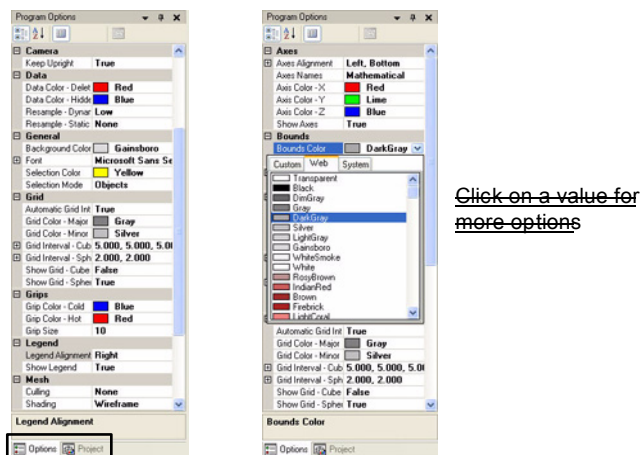 Program Options
Camera
Keep Upright True
Data
Data Color - Delet Red
Data Color - Hidde Blue
Resample - Dynar Low
Resample - Static None
General
Background Color Gainsboro
Font Microsoft Sans Se
Selection Color Yellow
Selection Mode Objects
Grid
Automatic Grid Int True
Grid Color - Major Gray
Grid Color - Minor Silver
Grid Interval - Cub 5.000, 5.000, 5.00
Grid Interval - Sph 2.000, 2.000
Show Grid - Cube False
Show Grid - Spher True
Grips
Grip Color - Cold Blue
Grip Color - Hot Red
Grip Size 10
Legend
Legend Alignment Right
Show Legend True
Mesh
Culling None
Shading Wireframe
Legend Alignment
Options Project
Program Options
Axes
Axes Alignment Left, Bottom
Axes Names Mathematical
Axis Color - X Red
Axis Color - Y Lime
Axis Color - Z Blue
Show Axes True
Bounds
Bounds Color DarkGray
Custom Web System
Transparent
Black
DimGray
Gray
DarkGray
Silver
LightGray
Gainsboro
WhiteSmoke
White
RosyBrown
IndianRed
Brown
Firebrick
LightCoral
Automatic Grid Int True
Grid Color - Major Gray
Grid Color - Minor Silver
Grid Interval - Cub 5.000, 5.000, 5.00
Grid Interval - Sph 2.000, 2.000
Show Grid - Cube False
Show Grid - Spher True
Bounds Color
Options Project
Click on a value for
more options